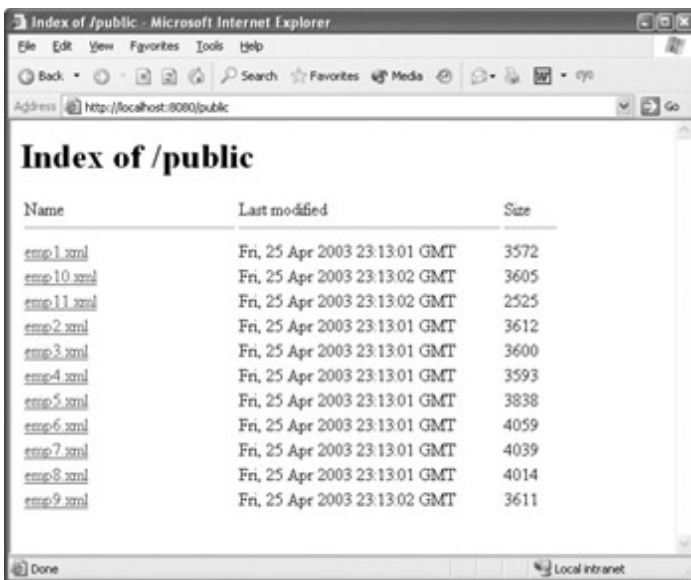 Index of /public - Microsoft Internet Explorer
File Edit View Favorites Tools Help
Back Search Favorites Media
Address http://localhost:8080/public Go
Index of /public
Name Last modified Size
emp1.xml Fri, 25 Apr 2003 23:13:01 GMT 3572
emp10.xml Fri, 25 Apr 2003 23:13:02 GMT 3605
emp11.xml Fri, 25 Apr 2003 23:13:02 GMT 2525
emp2.xml Fri, 25 Apr 2003 23:13:01 GMT 3612
emp3.xml Fri, 25 Apr 2003 23:13:01 GMT 3600
emp4.xml Fri, 25 Apr 2003 23:13:01 GMT 3593
emp5.xml Fri, 25 Apr 2003 23:13:01 GMT 3838
emp6.xml Fri, 25 Apr 2003 23:13:01 GMT 4059
emp7.xml Fri, 25 Apr 2003 23:13:01 GMT 4039
emp8.xml Fri, 25 Apr 2003 23:13:01 GMT 4014
emp9.xml Fri, 25 Apr 2003 23:13:02 GMT 3611
Done Local intranet